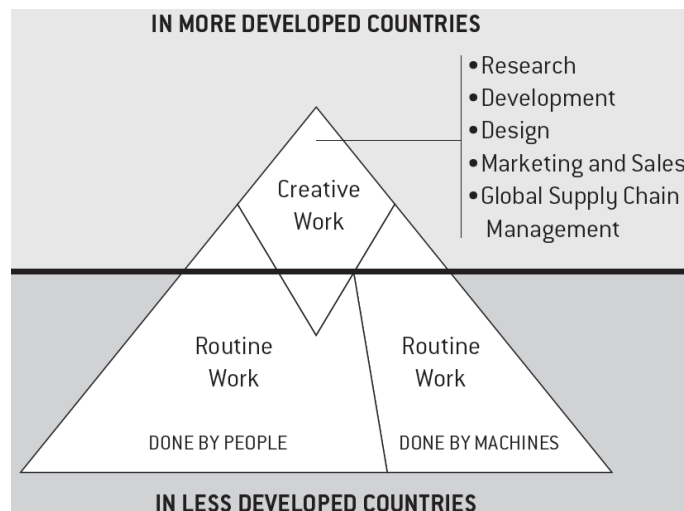 IN MORE DEVELOPED COUNTRIES
•Research
•Development
•Design
•Marketing and Sales
•Global Supply Chain
Management
Creative
Work
Routine
Work
DONE BY PEOPLE
Routine
Work
DONE BY MACHINES
IN LESS DEVELOPED COUNTRIES